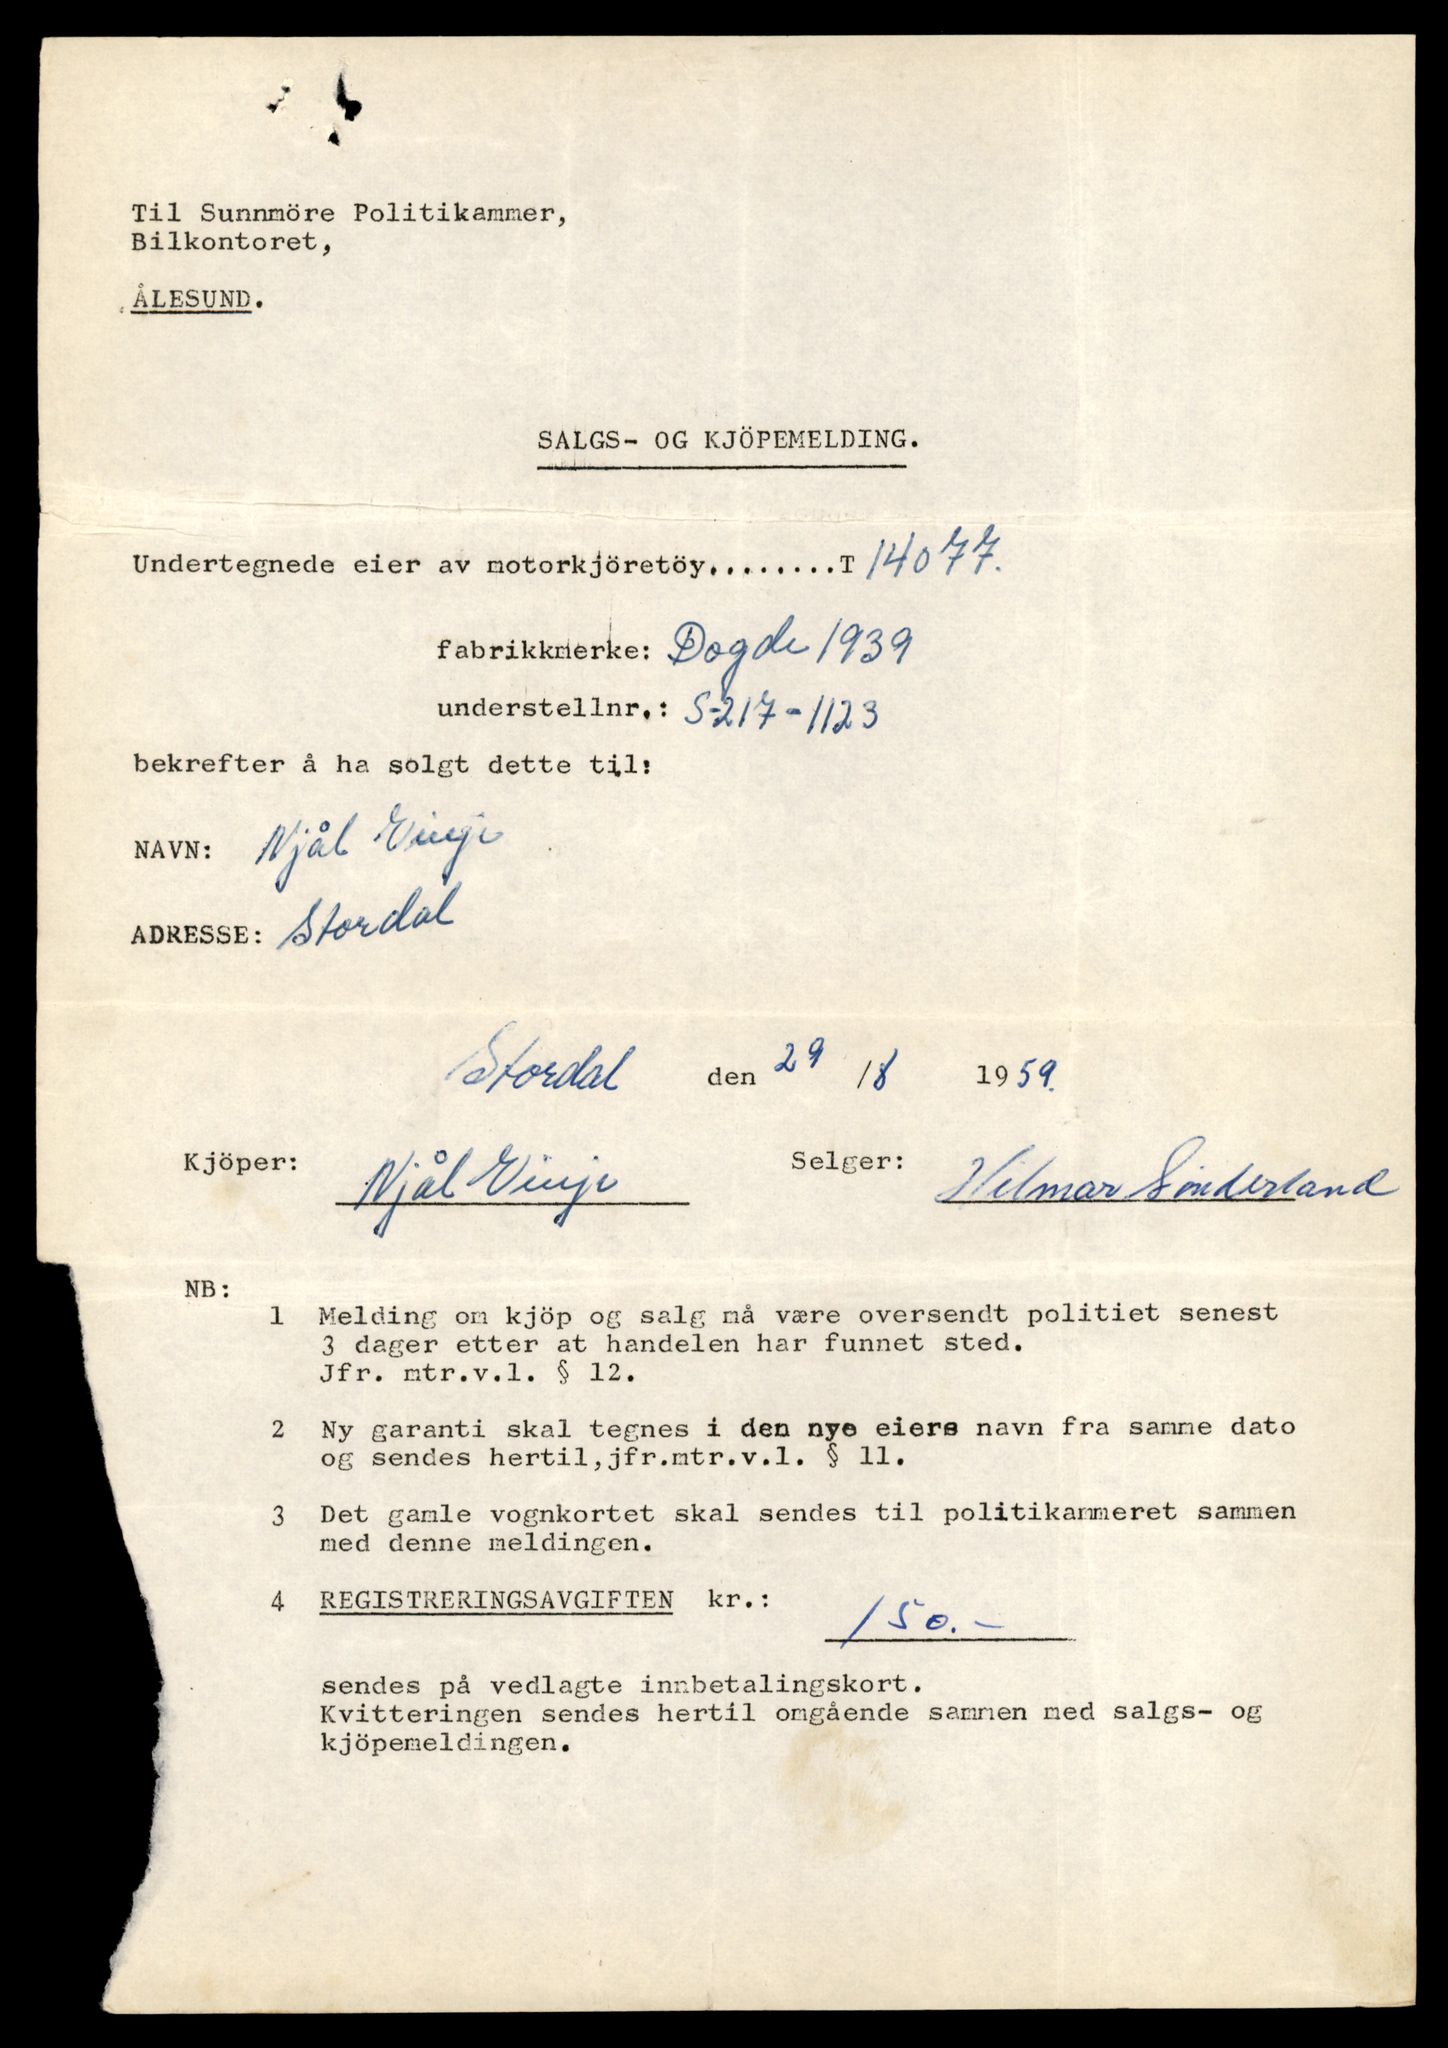 Til Sunnmöre Politikammer,
Bilkontoret,
ÅLESUND.
SALGS- OG KJÖPEMELDING.
Undertegnede eier av motorkjöretöy........T 14077.
fabrikkmerke: Dogde 1939
understellnr.: S-217-1123
bekrefter å ha solgt dette til:
NAVN: Njål Vinje
ADRESSE: Stordal
Stordal den 29 /8 1959.
Kjöper: Njål Vinje Selger: Hilmar Sönderland
NB:
1 Melding om kjöp og salg må være oversendt politiet senest
3 dager etter at handelen har funnet sted.
Jfr. mtr.v.l. § 12.
2 Ny garanti skal tegnes i den nye eiers navn fra samme dato
og sendes hertil,jfr.mtr.v.l. § 11.
3 Det gamle vognkortet skal sendes til politikammeret sammen
med denne meldingen.
4 REGISTRERINGSAVGIFTEN kr.: 150.-
sendes på vedlagte innbetalingskort.
Kvitteringen sendes hertil omgående sammen med salgs- og
kjöpemeldingen.